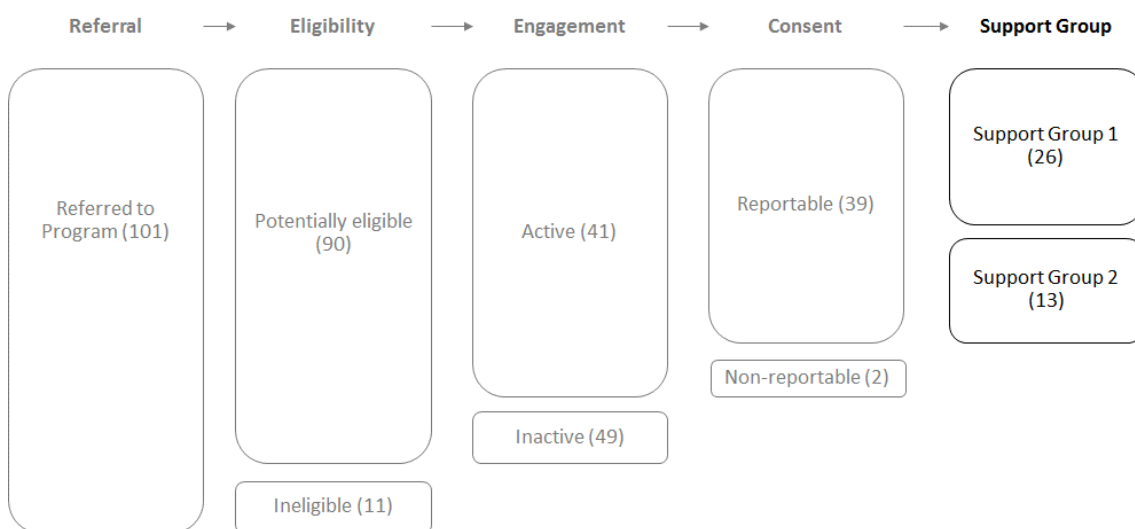 Referral
Eligibility
Engagement
Consent
Support Group
Referred to
Program (101)
Potentially eligible
(90)
Ineligible (11)
Active (41)
Inactive (49)
Reportable (39)
Non-reportable (2)
Support Group 1
(26)
Support Group 2
(13)